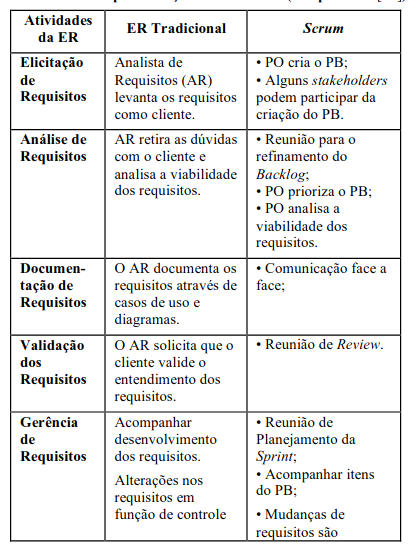 Atividades da ER | ER Tradicional | Scrum
Elicitação de Requisitos
Analista de
Requisitos (AR)
levanta os requisitos
como cliente.
• PO cria o PB;
• Alguns stakeholders
podem participar da
criação do PB.
Análise de
Requisitos
AR retira as dúvidas
com o cliente e
analisa a viabilidade
dos requisitos.
• Reunião para o
refinamento do
Backlog;
• PO prioriza o PB;
• PO analisa a
viabilidade dos
requisitos.
Documen-
tação de
Requisitos
O AR documenta os
requisitos através de
casos de uso e
diagramas.
• Comunicação face a
face;
Validação
dos
Requisitos
O AR solicita que o
cliente valide o
entendimento dos
requisitos.
• Reunião de Review.
Gerência
de
Requisitos
Acompanhar
desenvolvimento
dos requisitos.
Alterações nos
requisitos em
função de controle
• Reunião de
Planejamento da
Sprint;
• Acompanhar itens
do PB;
• Mudanças de
requisitos são